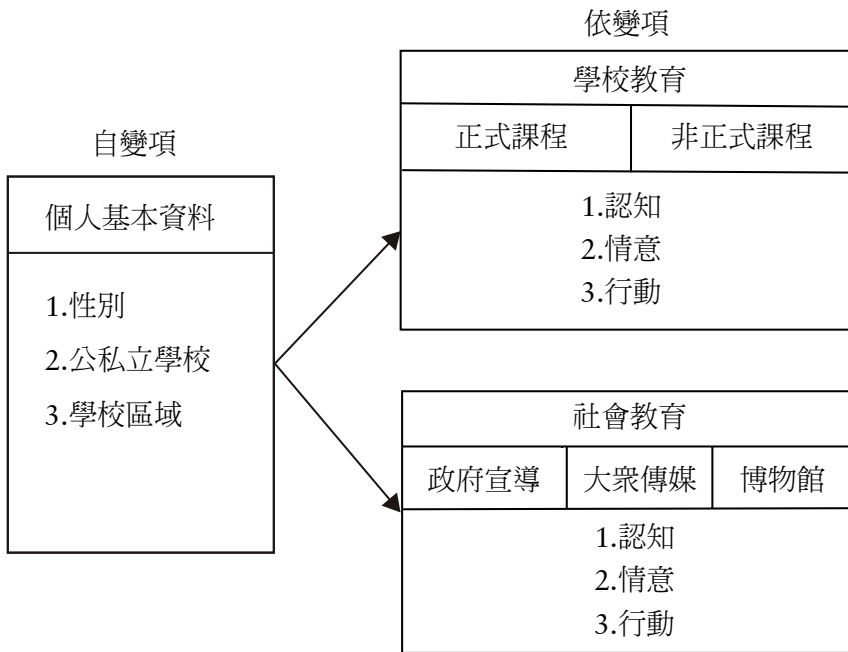 自變項
個人基本資料
1.性別
2.公私立學校
3.學校區域
依變項
學校教育
正式課程 非正式課程
1.認知
2.情意
3.行動
社會教育
政府宣導 大衆傳媒 博物館
1.認知
2.情意
3.行動